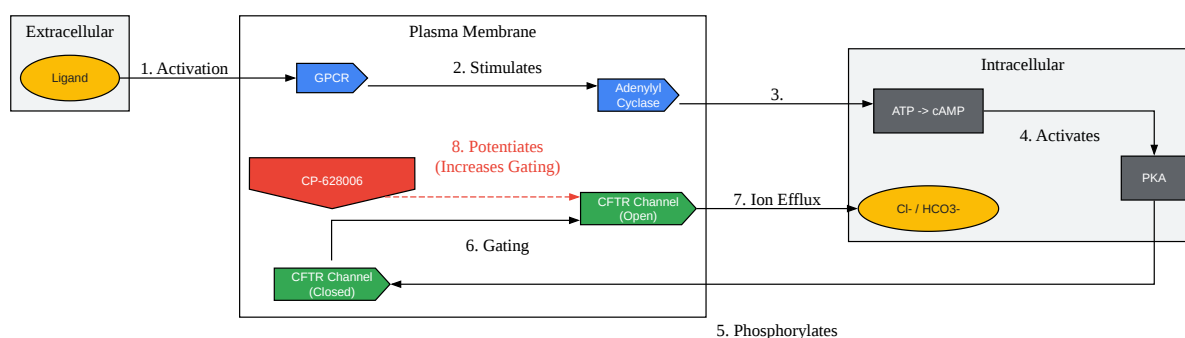 Extracellular
Ligand
1. Activation
Plasma Membrane
GPCR
2. Stimulates
Adenylyl
Cyclase
3.
Intracellular
ATP -> cAMP
4. Activates
PKA
8. Potentiates
(Increases Gating)
CP-628006
CFTR Channel
(Open)
7. Ion Efflux
Cl- / HCO3-
6. Gating
CFTR Channel
(Closed)
5. Phosphorylates